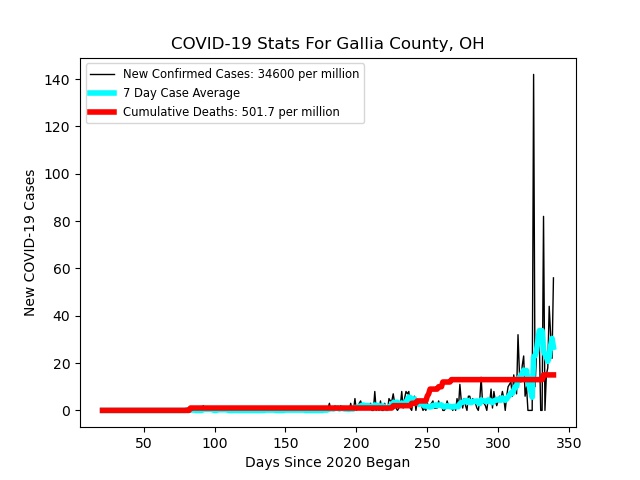 COVID-19 Stats For Gallia County, OH
New Confirmed Cases: 34600 per million
7 Day Case Average
Cumulative Deaths: 501.7 per million
New COVID-19 Cases
140
120
100
80
60
40
20
0
50 100 150 200 250 300 350
Days Since 2020 Began